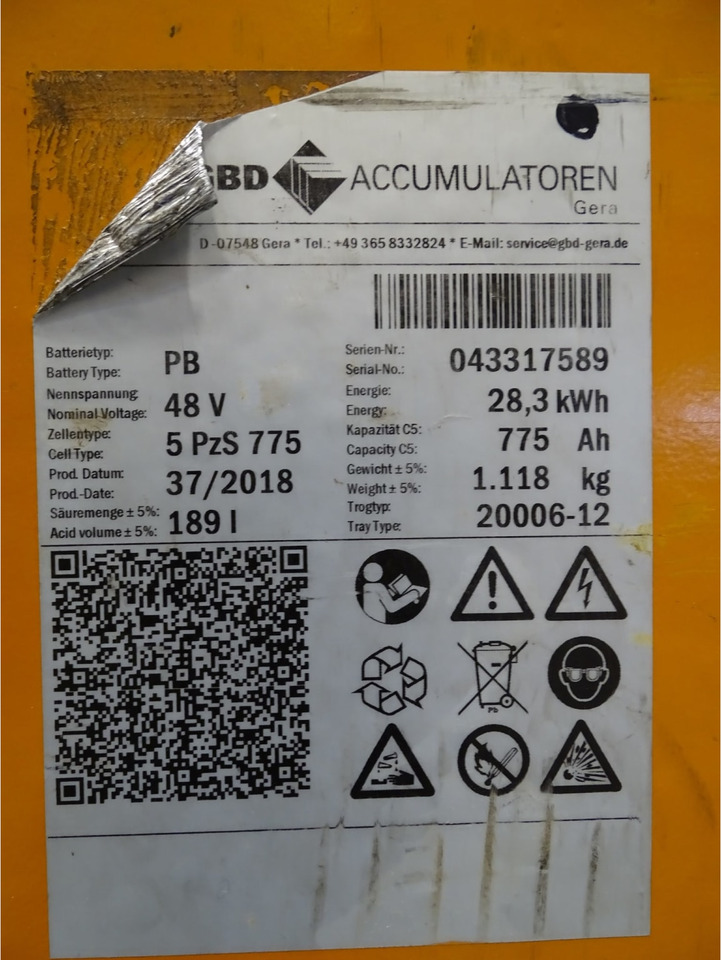 GBD ACCUMULATOREN
Gera
D-07548 Gera * Tel.: +49 365 8332824 * E-Mail: service@gbd-gera.de
Batterietyp:
Battery Type: PB
Serien-Nr.:
Serial-No.: 043317589
Nennspannung:
Nominal Voltage: 48 V
Energie:
Energy: 28,3 kWh
Zellentype:
Cell Type: 5 PzS 775
Kapazität C5:
Capacity C5: 775 Ah
Prod. Datum:
Prod.-Date: 37/2018
Gewicht ± 5%:
Weight ± 5%: 1.118 kg
Säuremenge ± 5%:
Acid volume ± 5%: 189 l
Trogtyp:
Tray Type: 20006-12
Pb